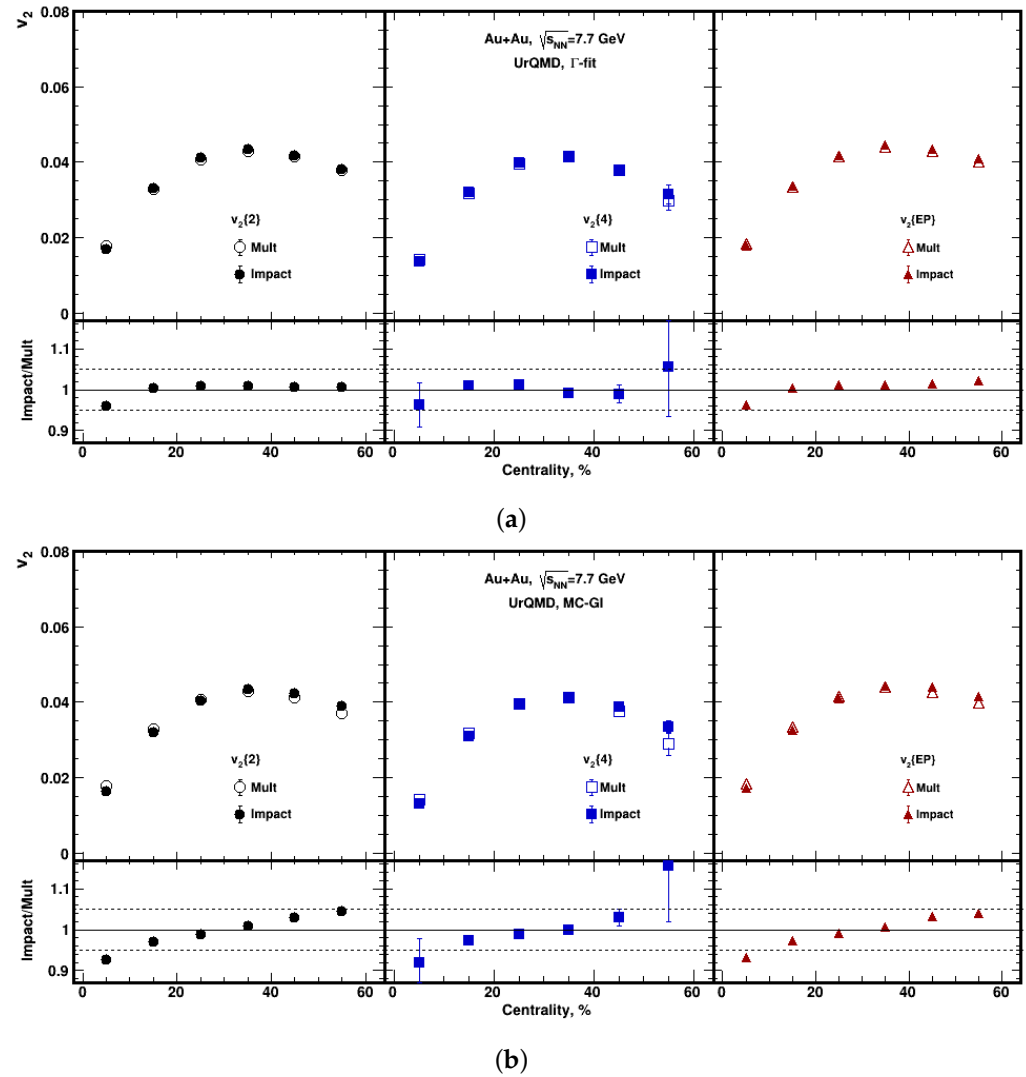 v2
0.08
0.06
0.04
0.02
0
v2{2}
Mult
Impact
Au+Au, √sNN=7.7 GeV
UrQMD, Γ-fit
v2{4}
Mult
Impact
v2{EP}
Mult
Impact
Impact/Mult
1.1
1
0.9
0 20 40 60
0 20 40 60
0 20 40 60
Centrality, %
(a)
v2
0.08
0.06
0.04
0.02
0
v2{2}
Mult
Impact
Au+Au, √sNN=7.7 GeV
UrQMD, MC-Gl
v2{4}
Mult
Impact
v2{EP}
Mult
Impact
Impact/Mult
1.1
1
0.9
0 20 40 60
0 20 40 60
0 20 40 60
Centrality, %
(b)